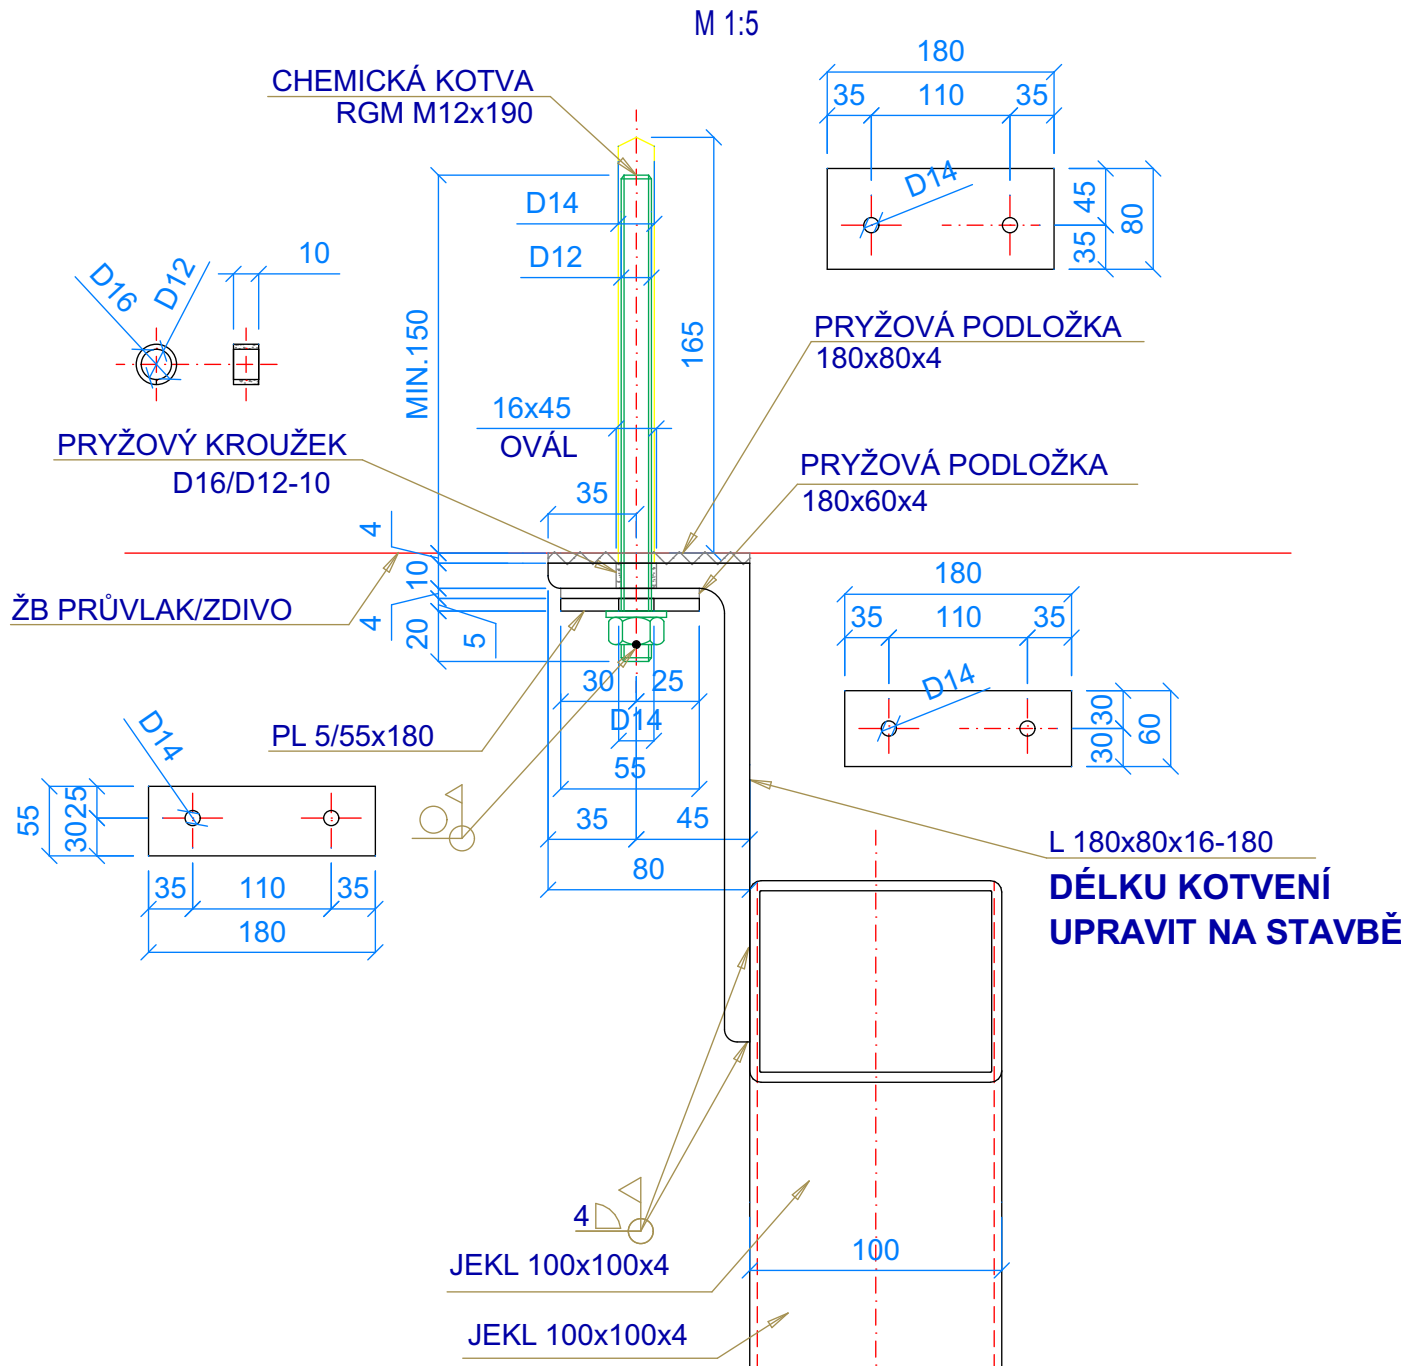 M 1:5
180
CHEMICKÁ KOTVA
RGM M12x190
35
110
35
D14
45
35
80
D14
D12
10
D16
D12
MIN.150
165
PRYŽOVÁ PODLOŽKA
180x80x4
16x45
OVÁL
PRYŽOVÝ KROUŽEK
D16/D12-10
PRYŽOVÁ PODLOŽKA
180x60x4
35
4
10
4
20
5
ŽB PRŮVLAK/ZDIVO
180
35
110
35
D14
30
30
60
30
25
D14
55
PL 5/55x180
D14
55
25
30
35
45
80
35
110
35
180
L 180x80x16-180
DÉLKU KOTVENÍ
UPRAVIT NA STAVBĚ
4
JEKL 100x100x4
100
JEKL 100x100x4